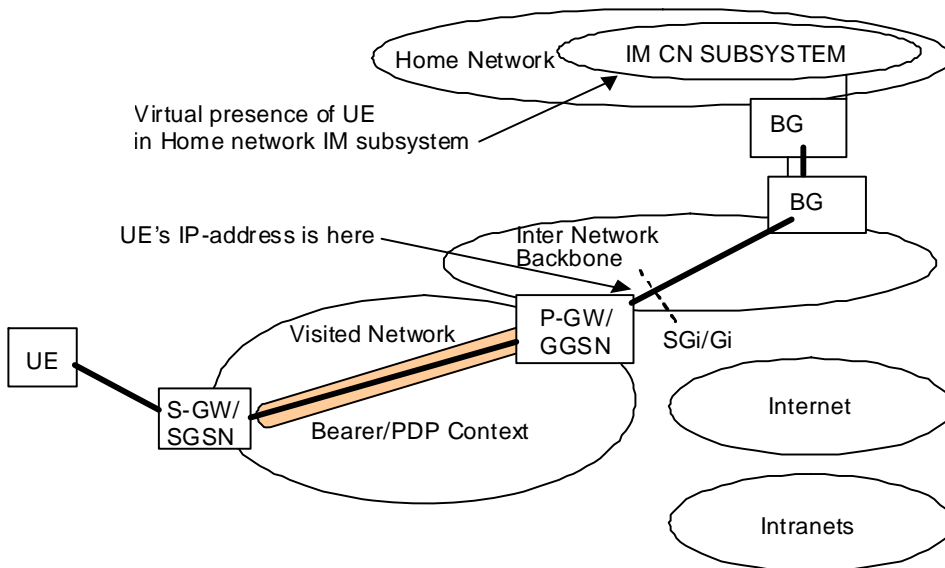 IM CN SUBSYSTEM
Home Network
Virtual presence of UE
in Home network IM subsystem
BG
BG
UE's IP-address is here
Inter Network
Backbone
Visited Network
P-GW/
GGSN
SGi/Gi
UE
S-GW/
SGSN
Bearer/PDP Context
Internet
Intranets